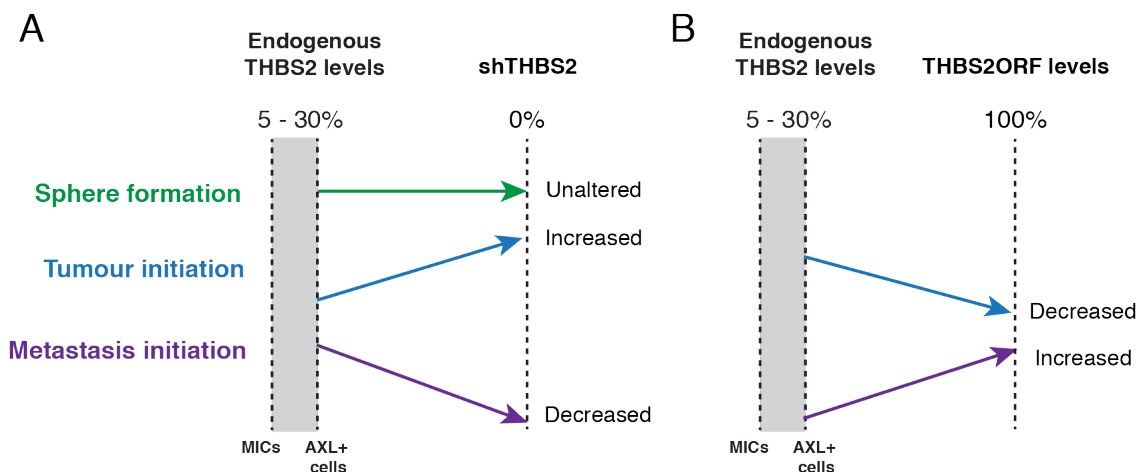 A
Endogenous
THBS2 levels
shTHBS2
5 - 30%
0%
Sphere formation
Unaltered
Increased
Tumour initiation
Metastasis initiation
Decreased
MICs
AXL+
cells
B
Endogenous
THBS2 levels
THBS2ORF levels
5 - 30%
100%
Decreased
Increased
MICs
AXL+
cells